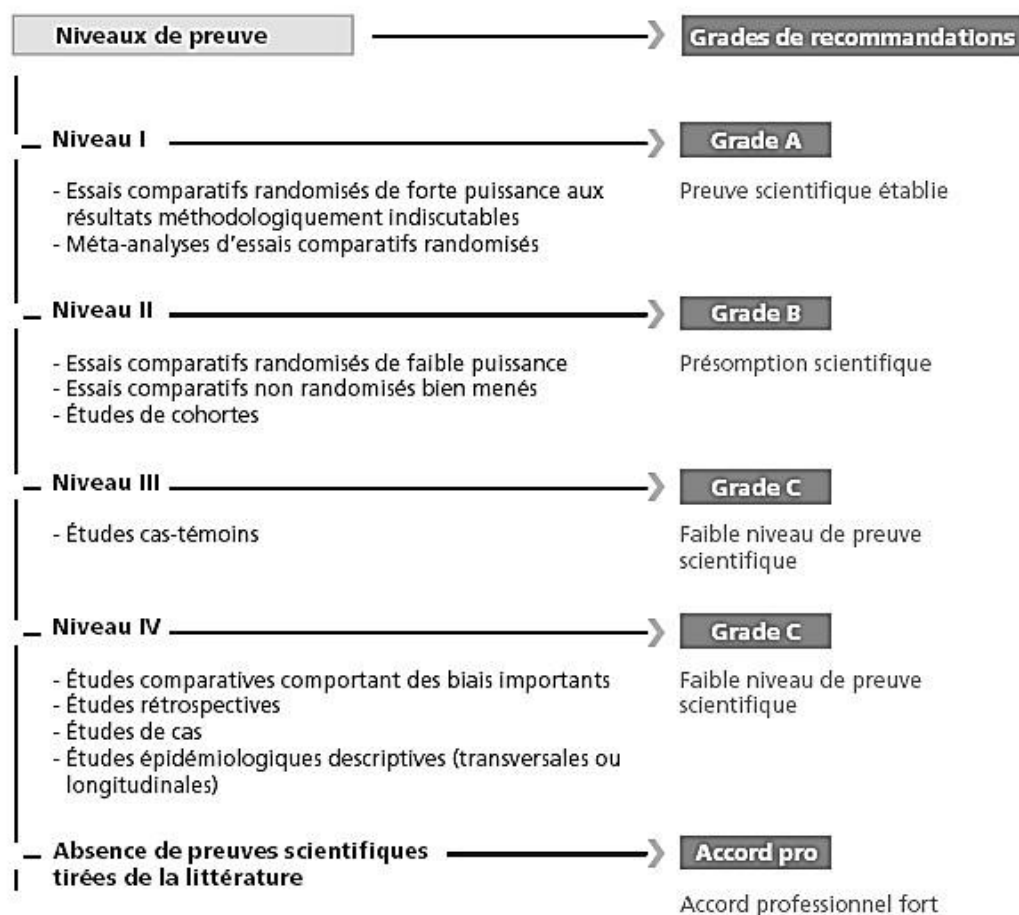 Niveaux de preuve
Grades de recommandations
Niveau I
Grade A
- Essais comparatifs randomisés de forte puissance aux
résultats méthodologiquement indiscutables
- Méta-analyses d’essais comparatifs randomisés
Preuve scientifique établie
Niveau II
Grade B
- Essais comparatifs randomisés de faible puissance
- Essais comparatifs non randomisés bien menés
- Études de cohortes
Présomption scientifique
Niveau III
Grade C
- Études cas-témoins
Faible niveau de preuve
scientifique
Niveau IV
Grade C
- Études comparatives comportant des biais importants
- Études rétrospectives
- Études de cas
- Études épidémiologiques descriptives (transversales ou
longitudinales)
Faible niveau de preuve
scientifique
Absence de preuves scientifiques
tirées de la littérature
Accord pro
Accord professionnel fort